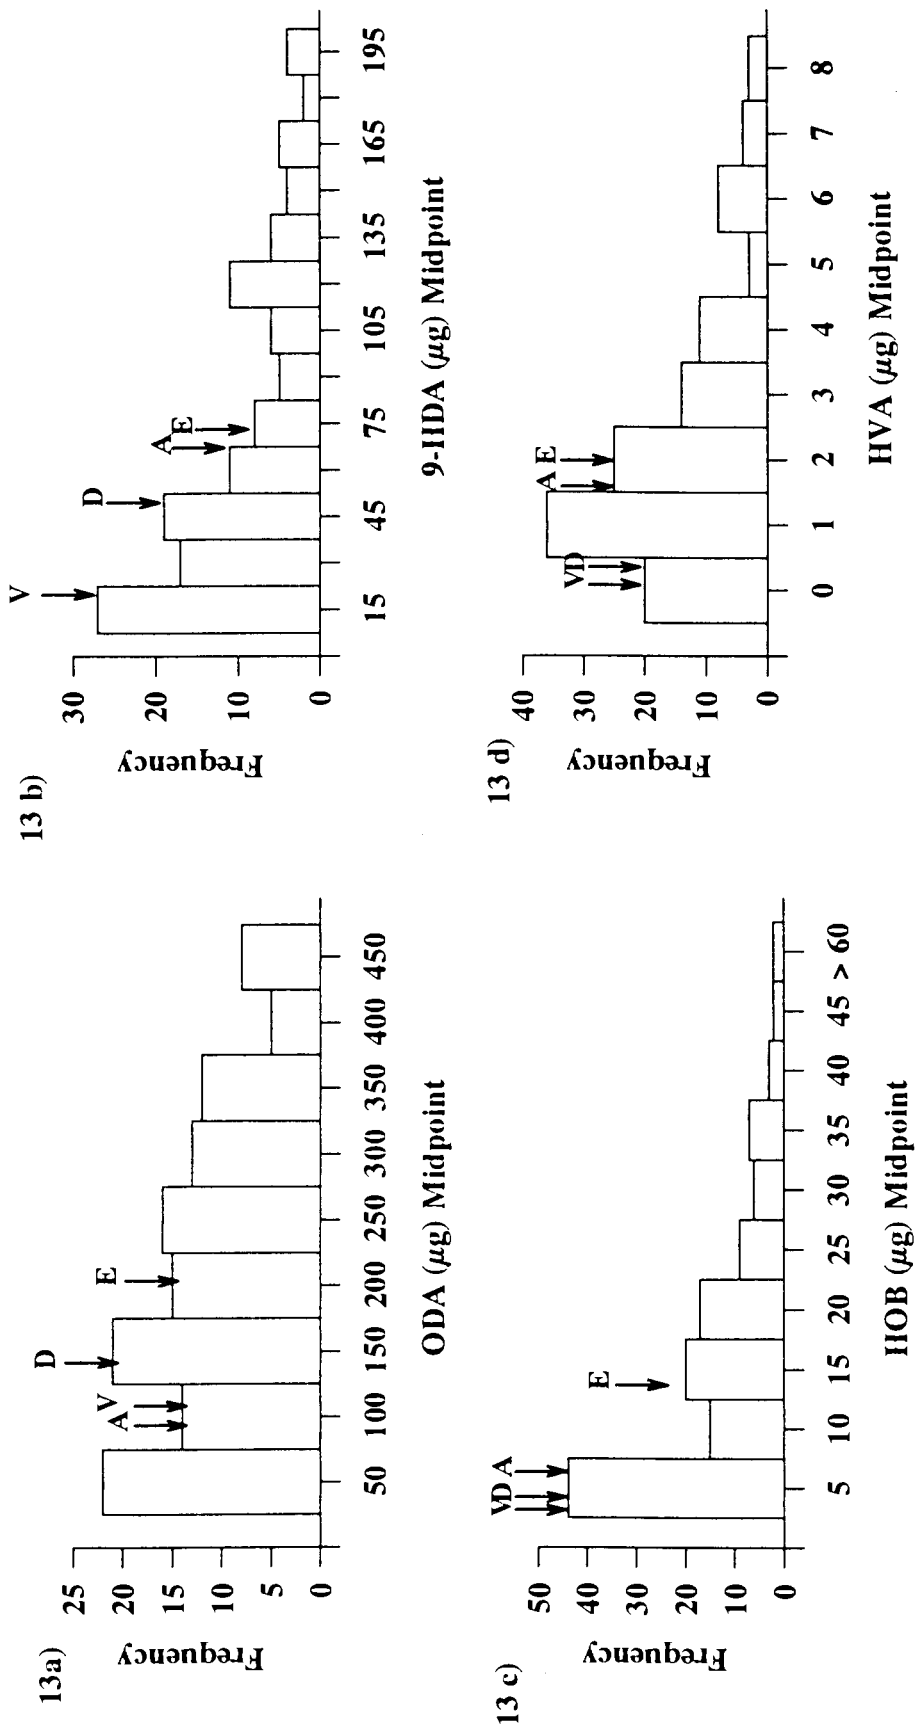 13a)
Frequency
25
20
15
10
5
0
A V
D
E
50 100 150 200 250 300 350 400 450
ODA (µg) Midpoint
13 b)
Frequency
30
20
10
0
V
D
A E
15 45 75 105 135 165 195
9-HDA (µg) Midpoint
13 c)
Frequency
50
40
30
20
10
0
V D A
E
5 10 15 20 25 30 35 40 45 > 60
HOB (µg) Midpoint
13 d)
Frequency
40
30
20
10
0
V D
A E
0 1 2 3 4 5 6 7 8
HVA (µg) Midpoint